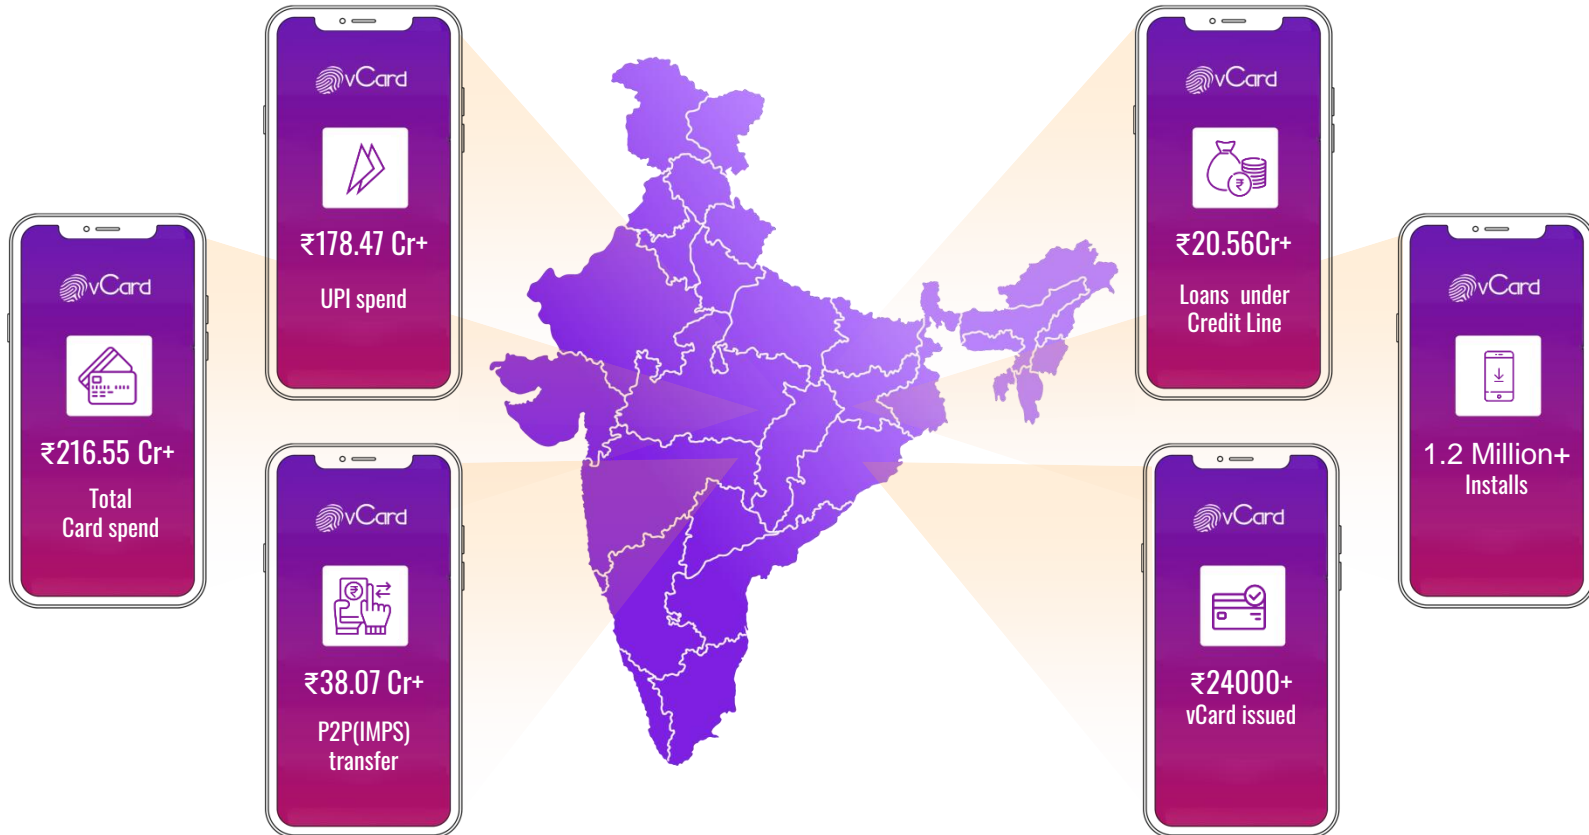 vCard
₹178.47 Cr+
UPI spend
vCard
₹20.56Cr+
Loans under
Credit Line
vCard
₹216.55 Cr+
Total
Card spend
vCard
1.2 Million+
Installs
vCard
₹
₹38.07 Cr+
P2P(IMPS)
transfer
vCard
₹24000+
vCard issued
₹